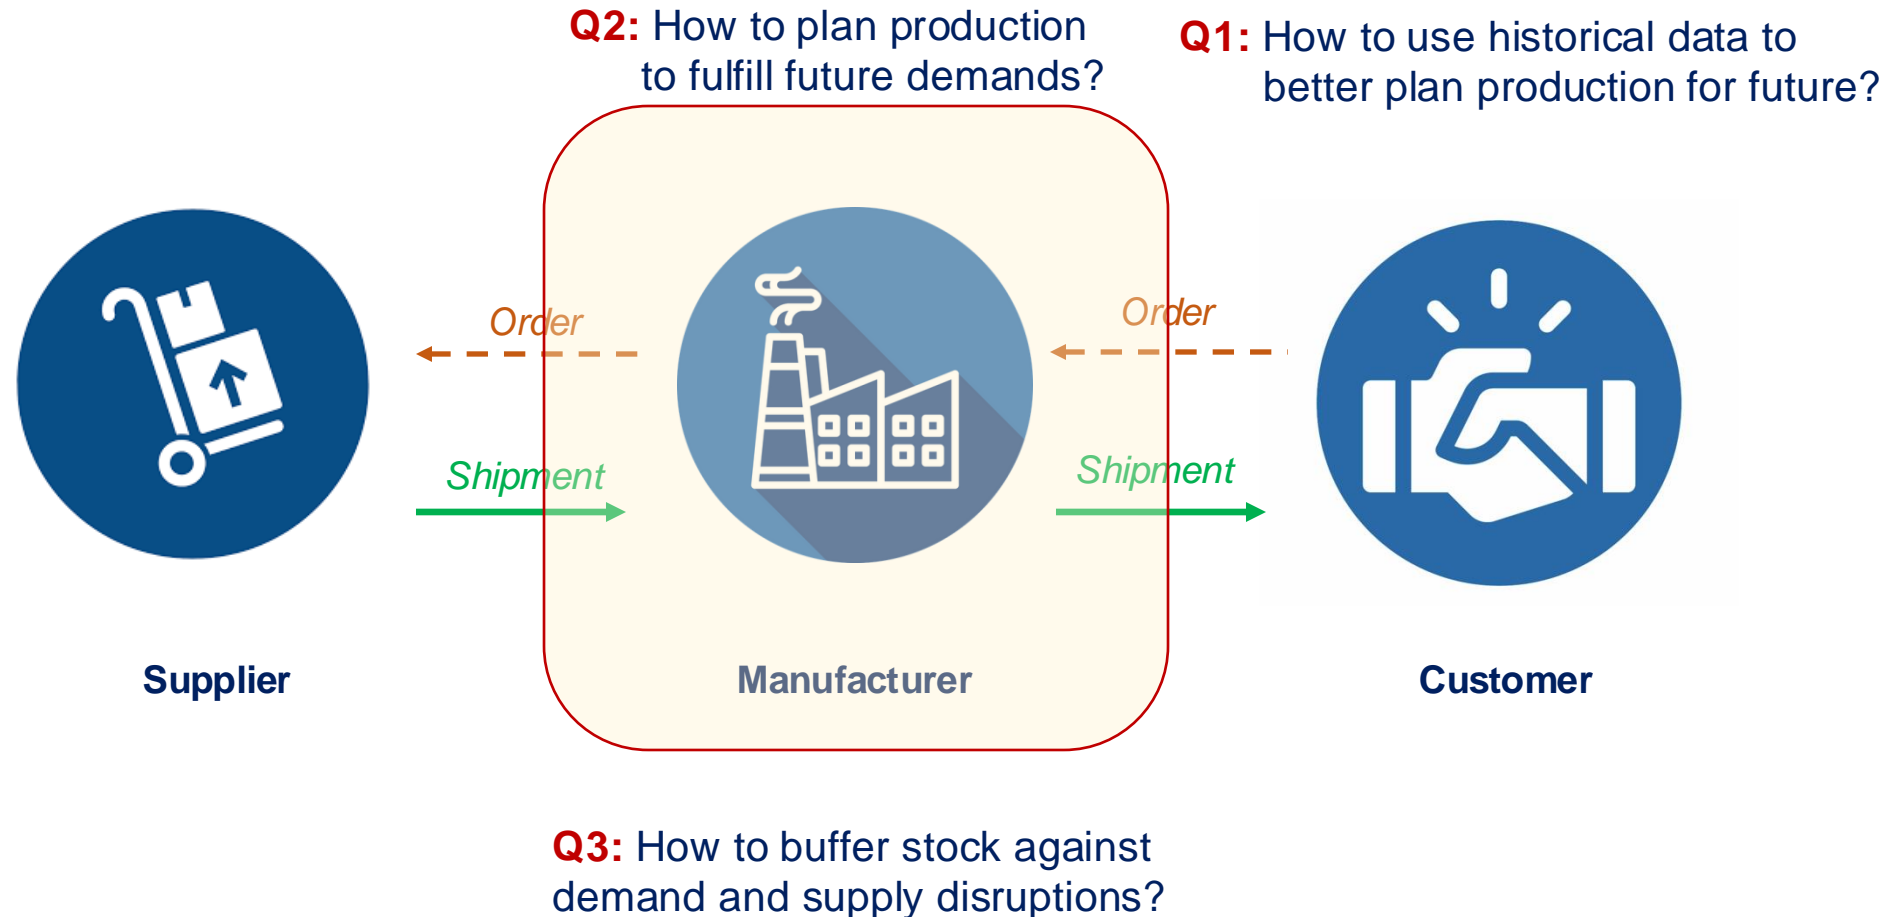 Q2: How to plan production
to fulfill future demands?
Q1: How to use historical data to
better plan production for future?
Order
Order
Shipment
Shipment
Supplier
Manufacturer
Customer
Q3: How to buffer stock against
demand and supply disruptions?